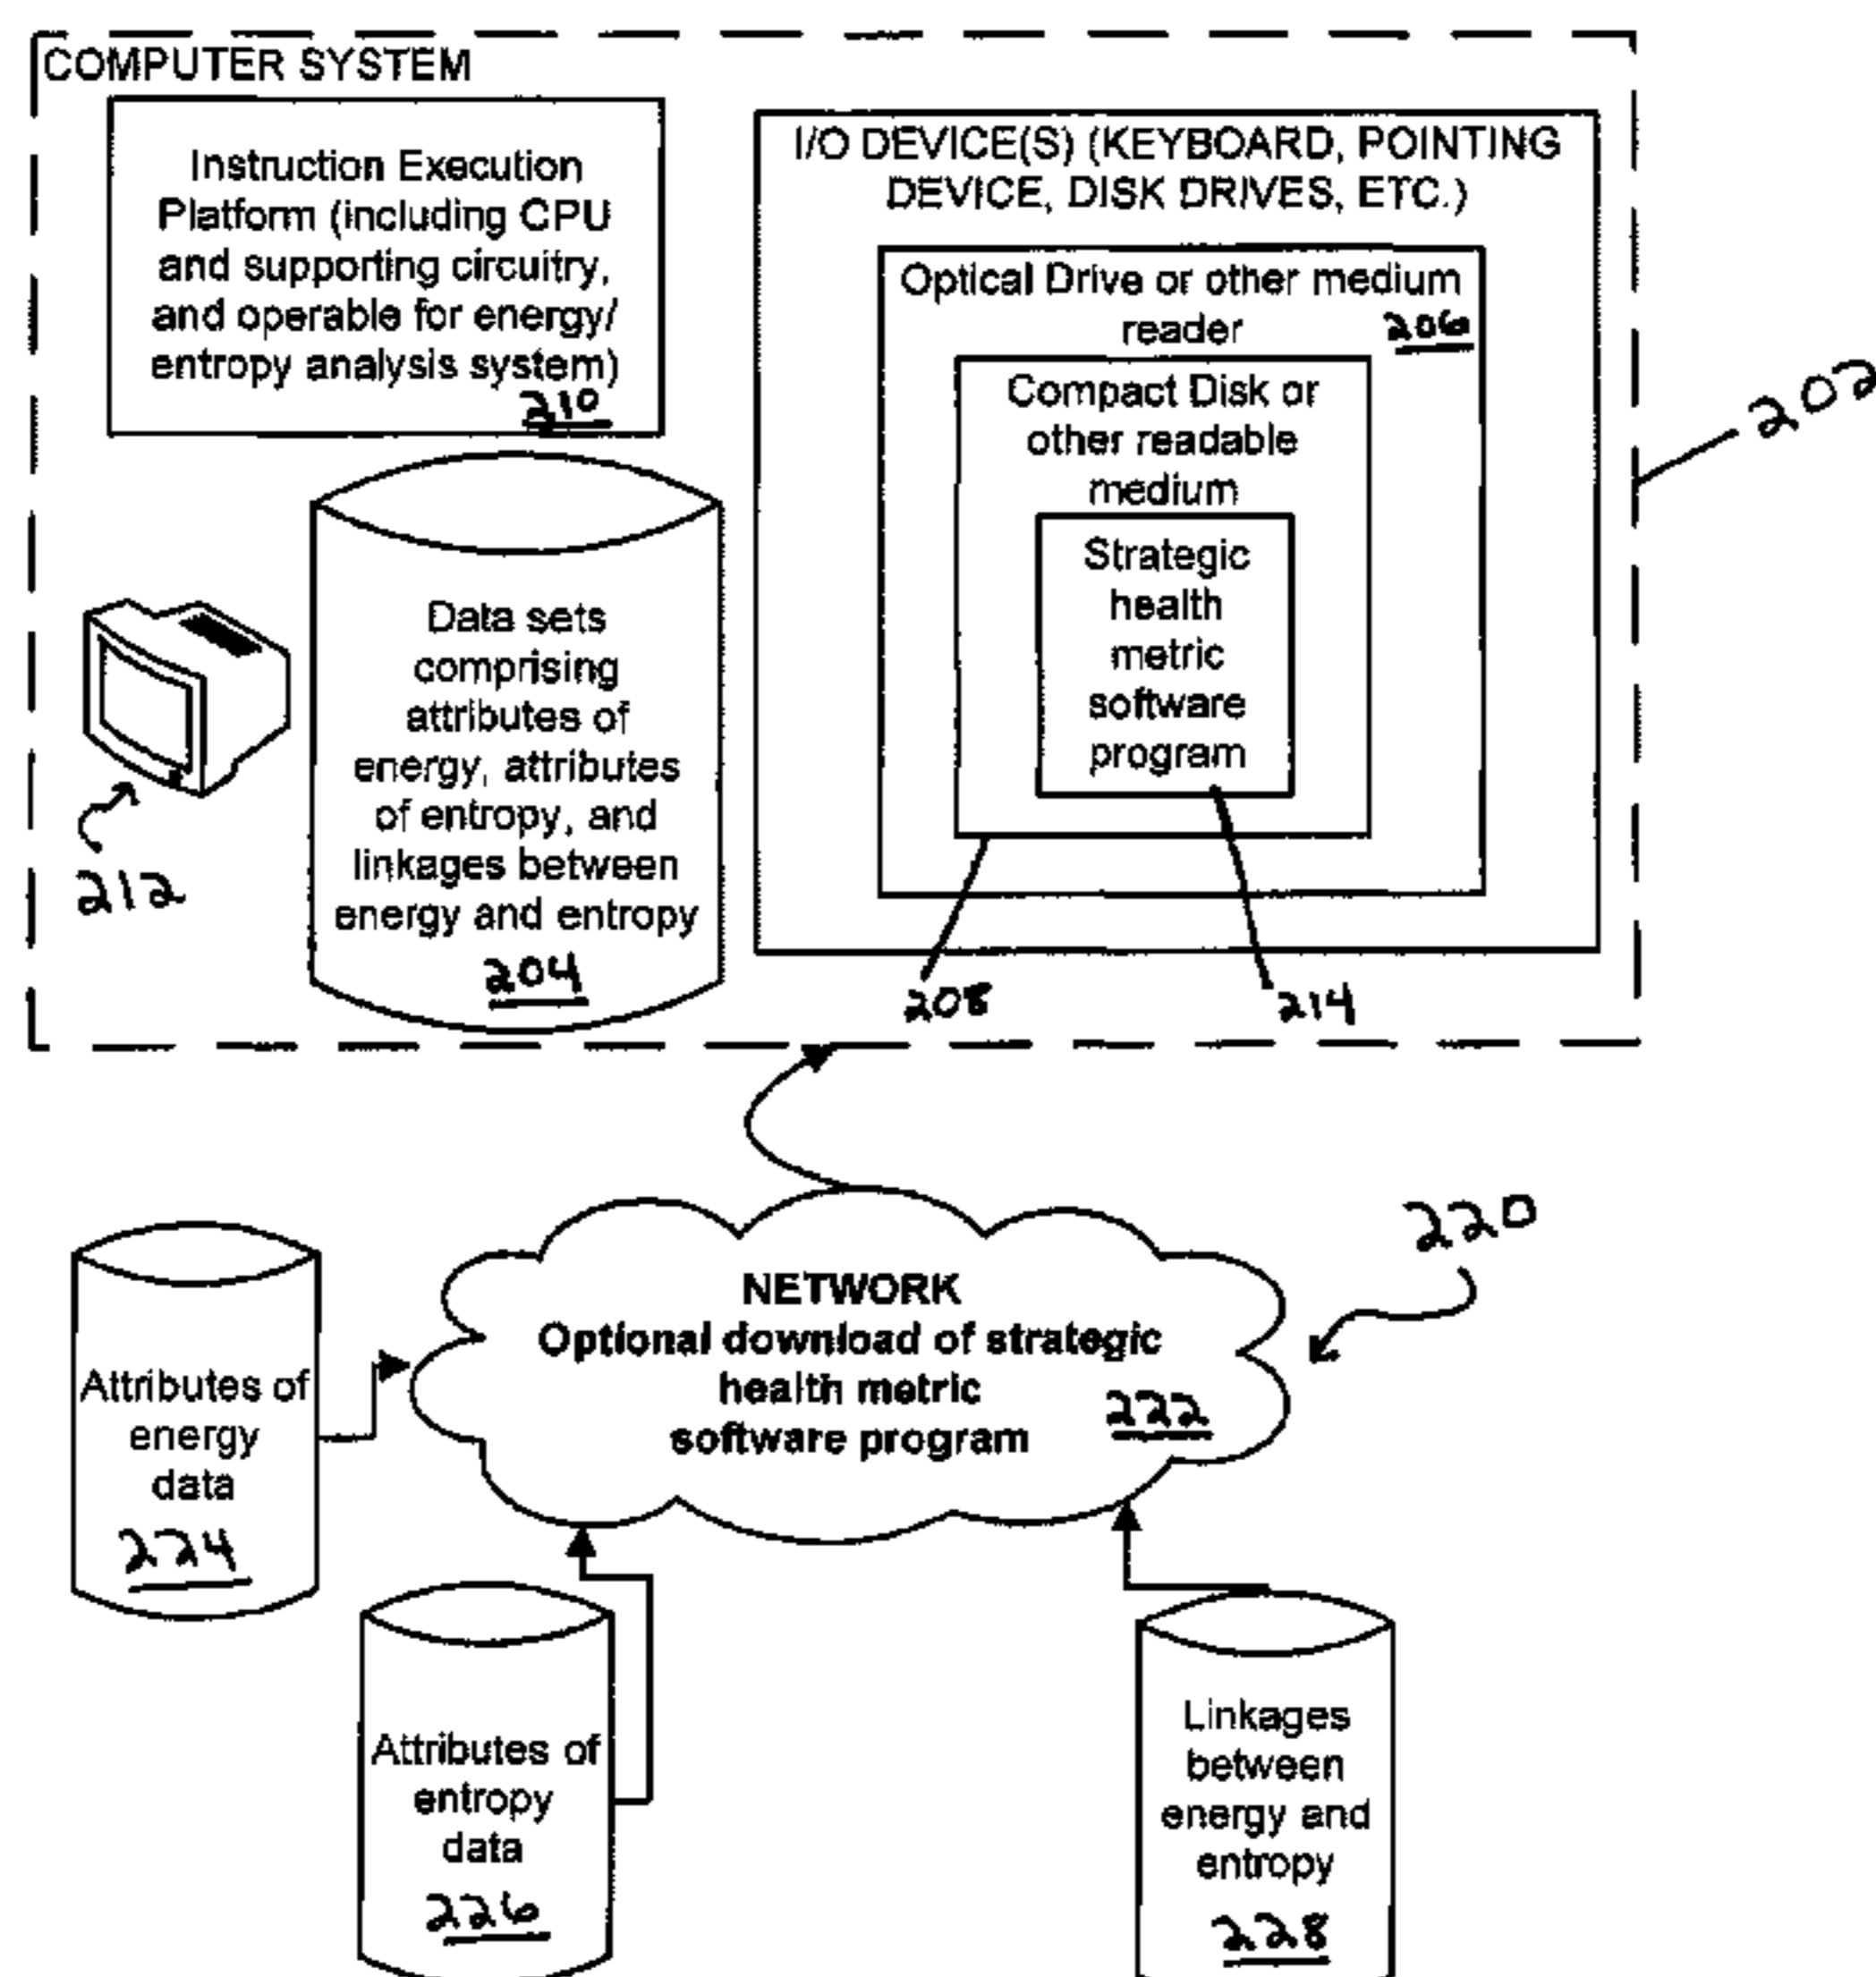 COMPUTER SYSTEM
Instruction Execution
Platform (including CPU
and supporting circuitry,
and operable for energy/
entropy analysis system)
210
I/O DEVICE(S) (KEYBOARD, POINTING
DEVICE, DISK DRIVES, ETC.)
Optical Drive or other medium
reader
206
Compact Disk or
other readable
medium
Strategic
health
metric
software
program
202
212
Data sets
comprising
attributes of
energy, attributes
of entropy, and
linkages between
energy and entropy
204
208
214
220
NETWORK
Optional download of strategic
health metric
software program
222
Attributes of
energy
data
224
Attributes of
entropy
data
226
Linkages
between
energy and
entropy
228